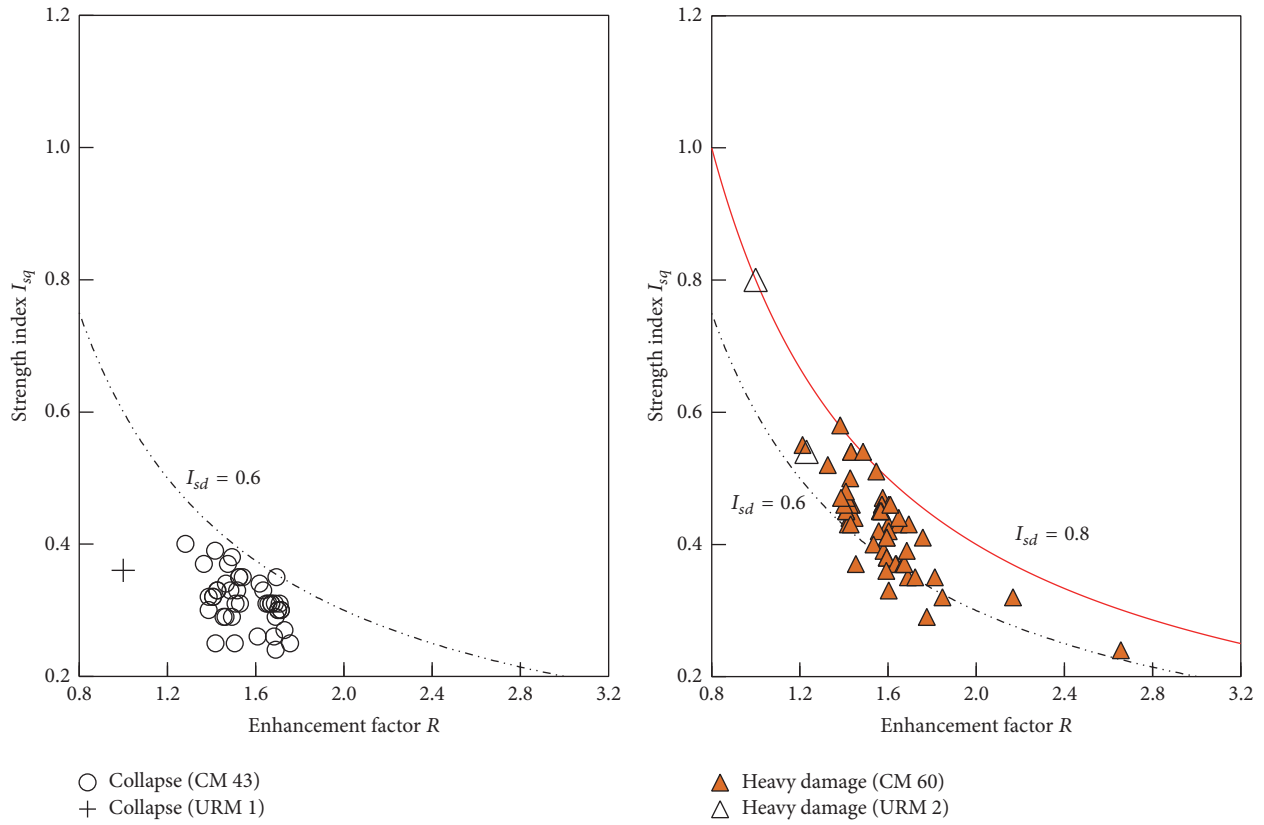 1.2
1.0
0.8
0.6
0.4
0.2
Strength index I_sq
I_sd = 0.6
0.8 1.2 1.6 2.0 2.4 2.8 3.2
Enhancement factor R
Collapse (CM 43)
Collapse (URM 1)
1.2
1.0
0.8
0.6
0.4
0.2
Strength index I_sq
I_sd = 0.6
I_sd = 0.8
0.8 1.2 1.6 2.0 2.4 2.8 3.2
Enhancement factor R
Heavy damage (CM 60)
Heavy damage (URM 2)